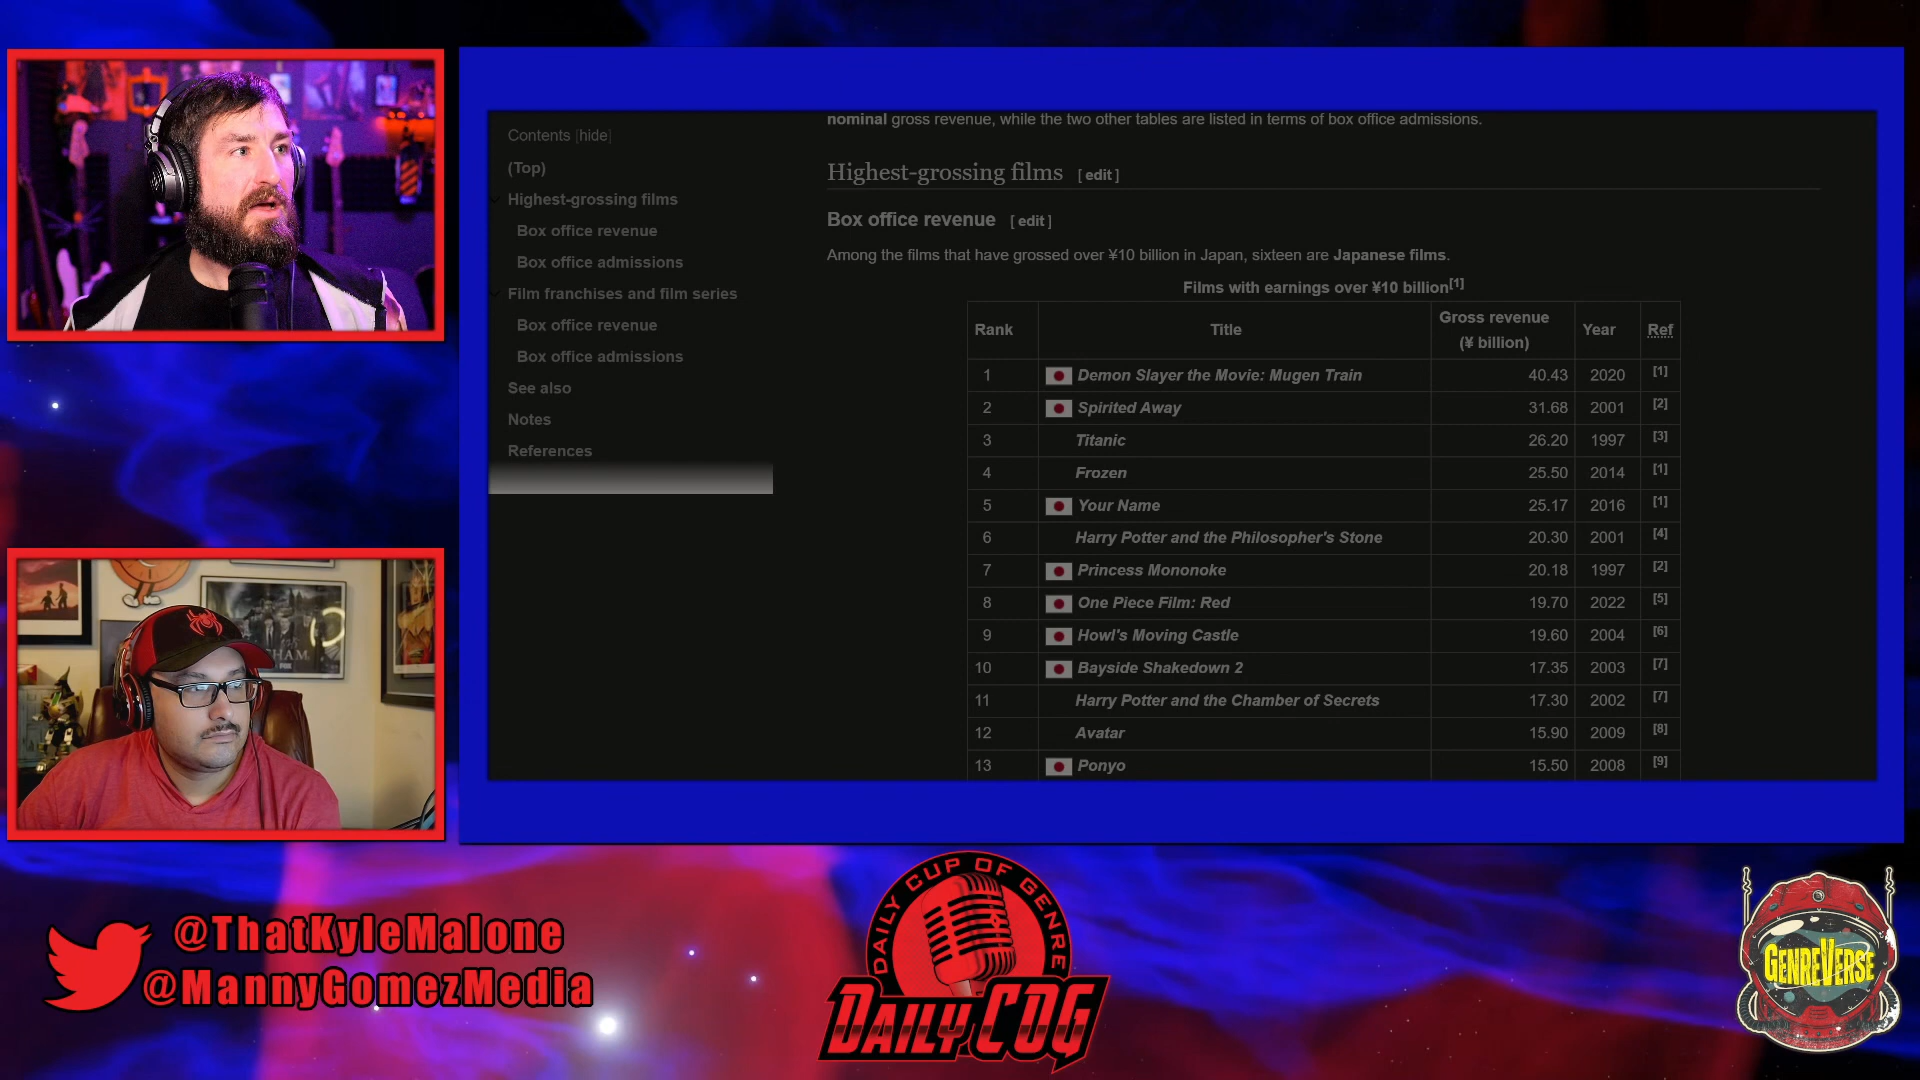 nominal gross revenue, while the two other tables are listed in terms of box office admissions.
Contents [hide]
(Top)
Highest-grossing films
Box office revenue
Box office admissions
Film franchises and film series
Box office revenue
Box office admissions
See also
Notes
References
Highest-grossing films [ edit ]
Box office revenue [ edit ]
Among the films that have grossed over ¥10 billion in Japan, sixteen are Japanese films.
Films with earnings over ¥10 billion[1]
Rank Title Gross revenue (¥ billion) Year Ref
1 Demon Slayer the Movie: Mugen Train 40.43 2020 [1]
2 Spirited Away 31.68 2001 [2]
3 Titanic 26.20 1997 [3]
4 Frozen 25.50 2014 [1]
5 Your Name 25.17 2016 [1]
6 Harry Potter and the Philosopher's Stone 20.30 2001 [4]
7 Princess Mononoke 20.18 1997 [2]
8 One Piece Film: Red 19.70 2022 [5]
9 Howl's Moving Castle 19.60 2004 [6]
10 Bayside Shakedown 2 17.35 2003 [7]
11 Harry Potter and the Chamber of Secrets 17.30 2002 [7]
12 Avatar 15.90 2009 [8]
13 Ponyo 15.50 2008 [9]
@ThatKyleMalone
@MannyGomezMedia
DAILY CUP OF GENRE
DAILY COG
GENREVERSE